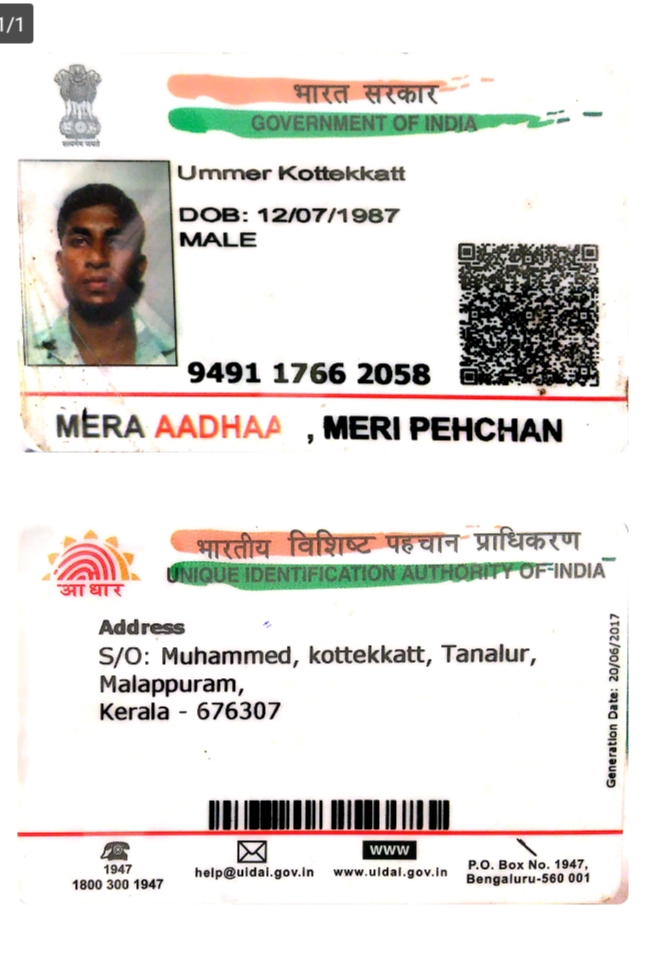 1/1
भारत सरकार
GOVERNMENT OF INDIA
सत्यमेव जयते
Ummer Kottekkatt
DOB: 12/07/1987
MALE
9491 1766 2058
MERA AADHAA , MERI PEHCHAN
भारतीय विशिष्ट पहचान प्राधिकरण
UNIQUE IDENTIFICATION AUTHORITY OF INDIA
आधार
Address
S/O: Muhammed, kottekkatt, Tanalur,
Malappuram,
Kerala - 676307
Generation Date: 20/06/2017
1947
1800 300 1947
help@uidai.gov.in
www
www.uidai.gov.in
P.O. Box No. 1947,
Bengaluru-560 001